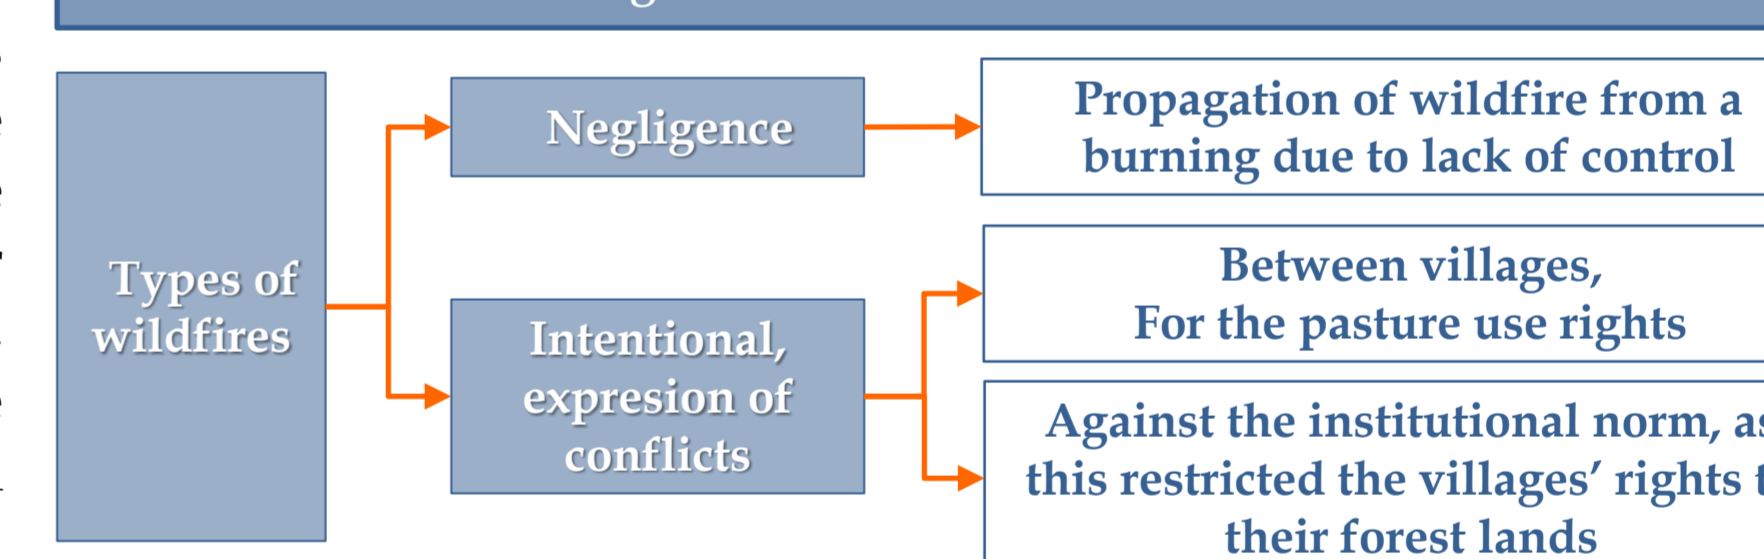 Types of
wildfires
Negligence
Propagation of wildfire from a
burning due to lack of control
Intentional,
expresion of
conflicts
Between villages,
For the pasture use rights
Against the institutional norm, as
this restricted the villages’ rights
their forest lands